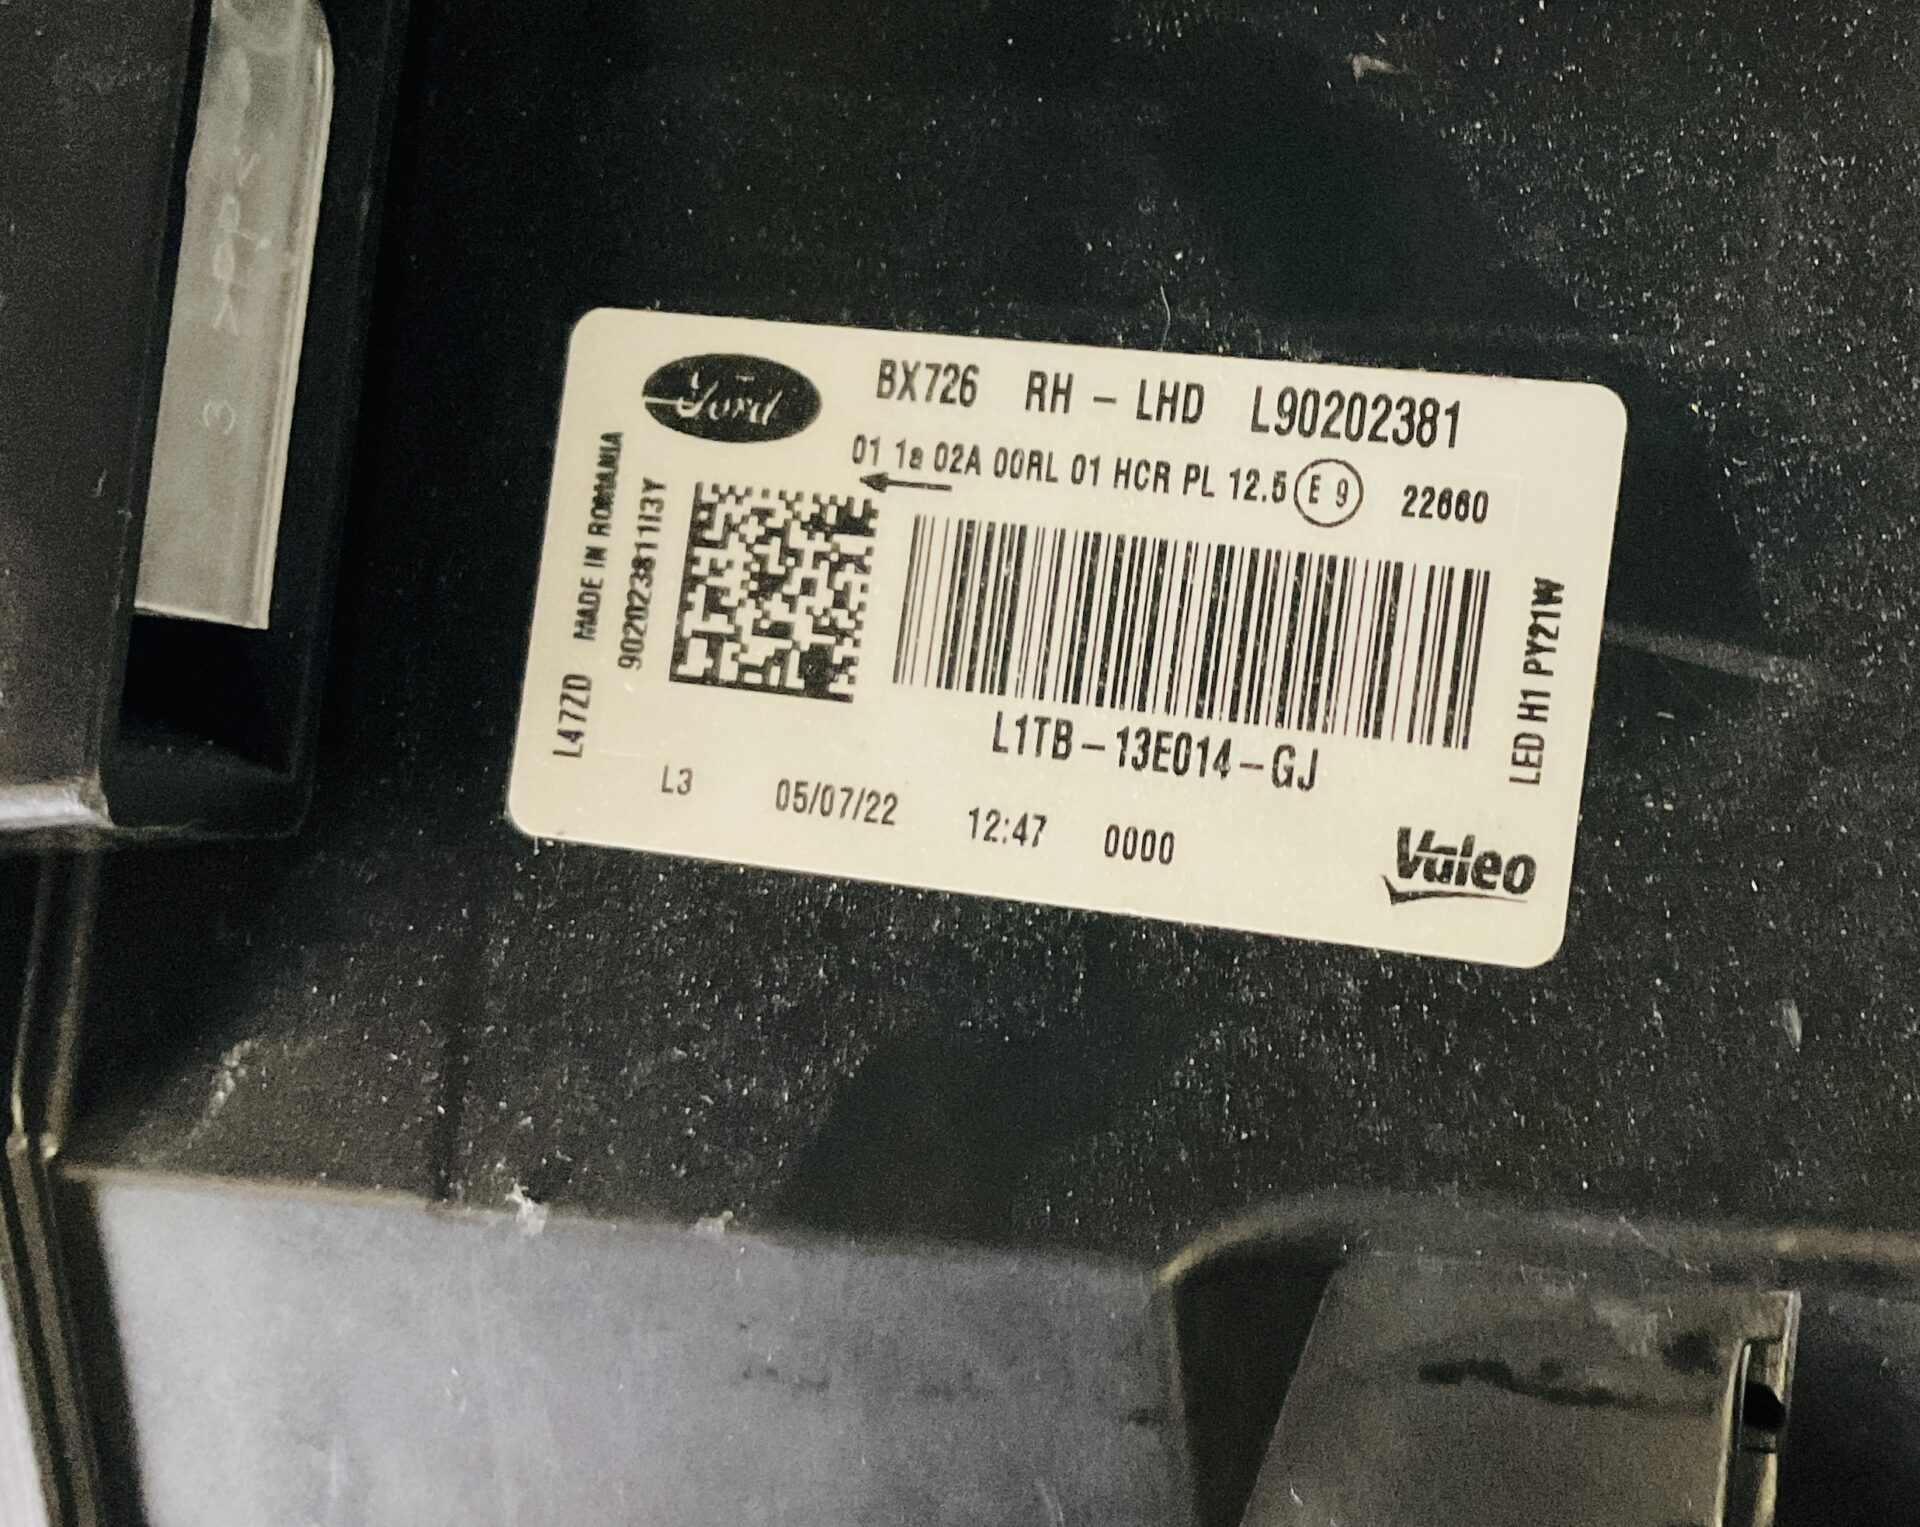 Ford
BX726 RH - LHD L90202381
01 1a 02A 00RL 01 HCR PL 12.5 E 9 22660
L47ZD MADE IN ROMANIA
9020238111I3Y
L1TB-13E014-GJ
LED H1 PY21W
L3 05/07/22 12:47 0000
Valeo